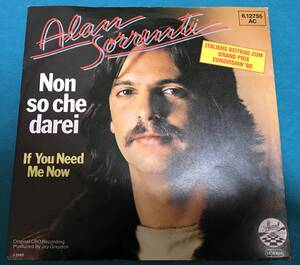 Alan
Sorrenti
6.12755
AC
ITALIENS BEITRAG ZUM
GRAND PRIX
EUROVISION '80
Non
so che
darei
If You Need
Me Now
Original CBO Recording
Produced by Jay Graydon